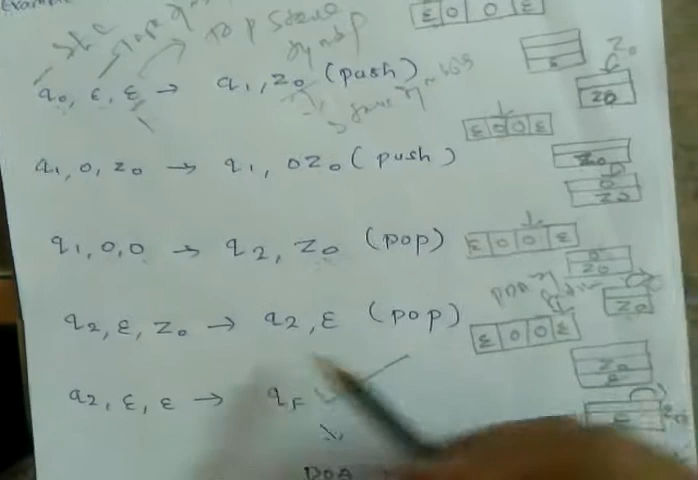 Example
ε 0 0 ε
q0, ε, ε → q1, z0 (push)
z0
z0
ε 0 0 ε
q1, 0, z0 → q1, 0z0 (push)
z0
0
z0
q1, 0, 0 → q2, z0 (pop)
ε 0 0 ε
0
z0
z0
q2, ε, z0 → q2, ε (pop)
ε 0 0 ε
z0
ε
q2, ε, ε → qF
ε
PDA